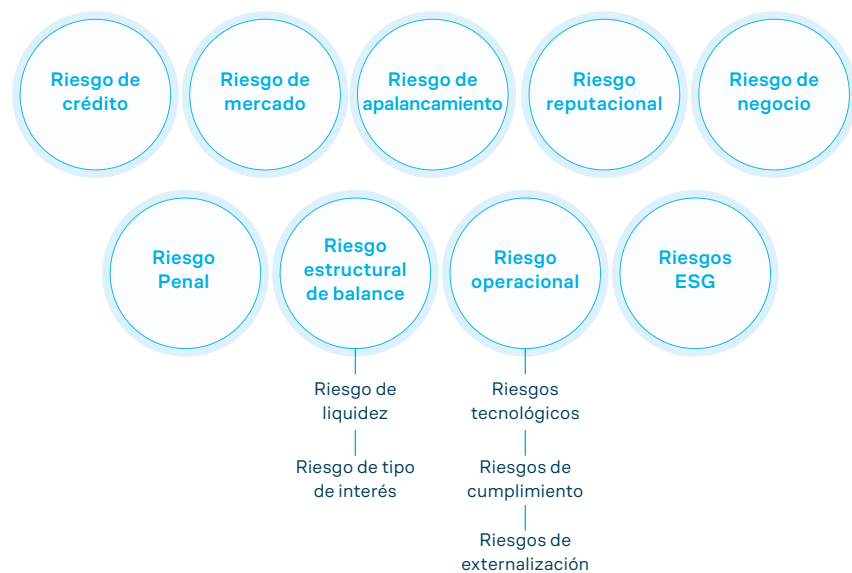 Riesgo de
crédito
Riesgo de
mercado
Riesgo de
apalancamiento
Riesgo
reputacional
Riesgo de
negocio
Riesgo
Penal
Riesgo
estructural
de balance
Riesgo
operacional
Riesgos
ESG
Riesgo de
liquidez
Riesgo de tipo
de interés
Riesgos
tecnológicos
Riesgos de
cumplimiento
Riesgos de
externalización